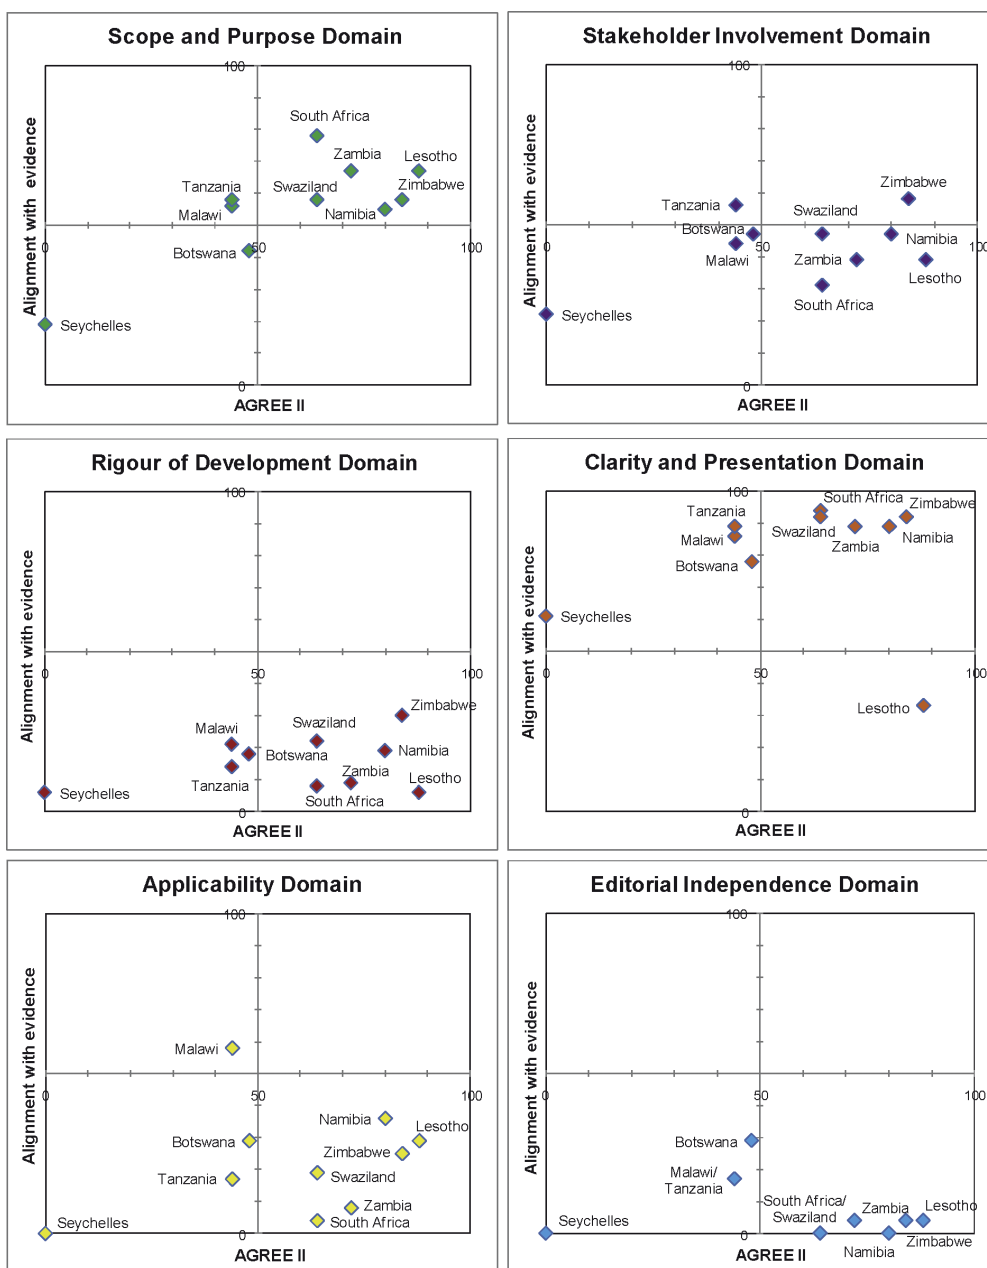 Scope and Purpose Domain
100
South Africa
Zambia
Lesotho
Tanzania
Swaziland
Zimbabwe
Malawi
Namibia
0
50
100
Botswana
Seychelles
0
Alignment with evidence
AGREE II
Stakeholder Involvement Domain
100
Zimbabwe
Tanzania
Swaziland
Botswana
Namibia
0
50
100
Malawi
Zambia
Lesotho
South Africa
Seychelles
0
Alignment with evidence
AGREE II
Rigour of Development Domain
100
0
50
100
Zimbabwe
Malawi
Swaziland
Botswana
Namibia
Zambia
Tanzania
Lesotho
Seychelles
South Africa
0
Alignment with evidence
AGREE II
Clarity and Presentation Domain
South Africa
Zimbabwe
Tanzania
Swaziland
Malawi
Zambia
Namibia
Botswana
Seychelles
0
50
100
Lesotho
0
Alignment with evidence
AGREE II
Applicability Domain
100
Malawi
0
50
100
Namibia
Lesotho
Botswana
Zimbabwe
Tanzania
Swaziland
Zambia
Seychelles
South Africa
0
Alignment with evidence
AGREE II
Editorial Independence Domain
100
0
50
100
Botswana
Malawi/
Tanzania
South Africa/
Swaziland
Zambia
Lesotho
Seychelles
0
Namibia
Zimbabwe
Alignment with evidence
AGREE II